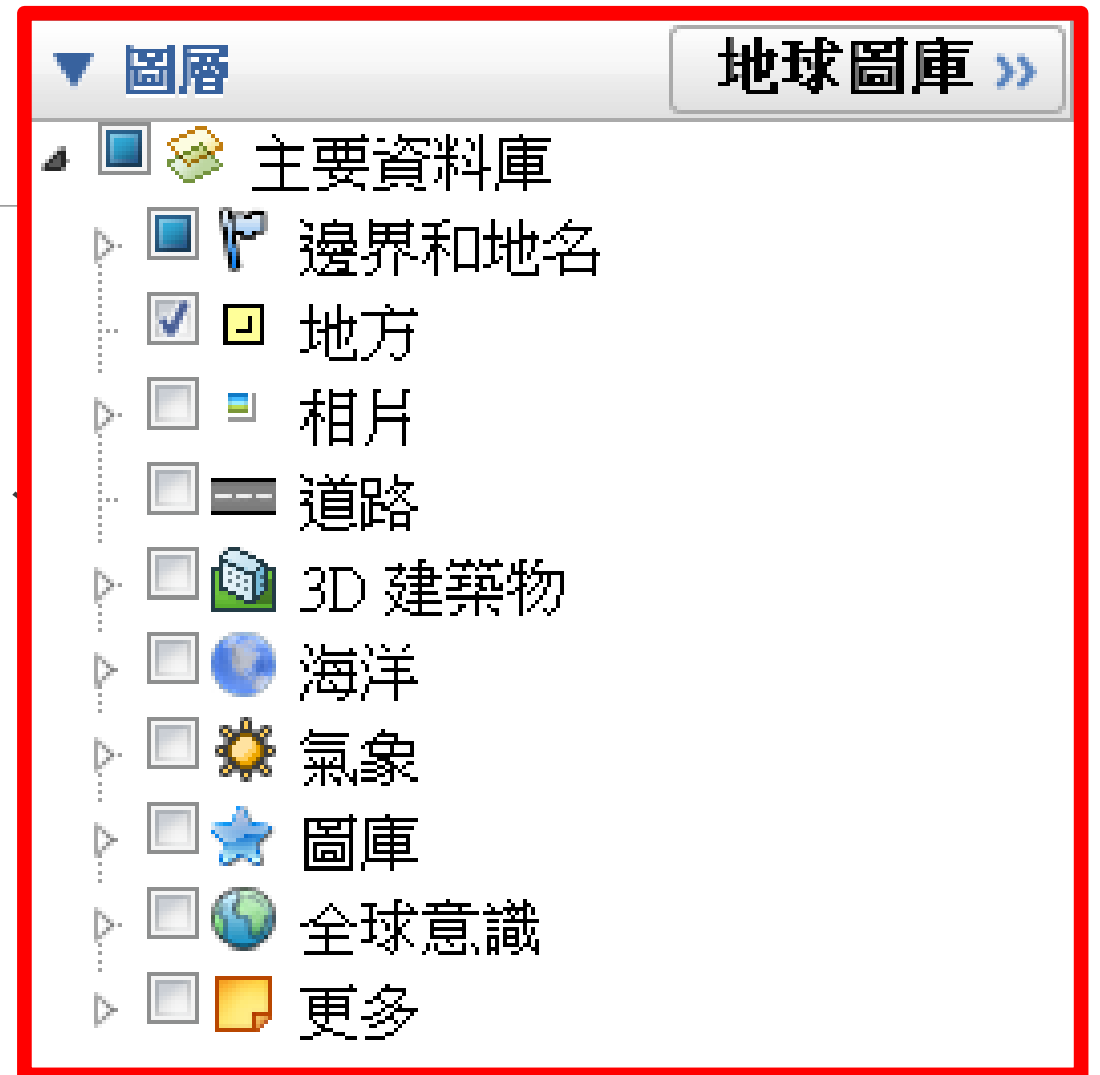 圖層 地球圖庫 »
主要資料庫
邊界和地名
地方
相片
道路
3D 建築物
海洋
氣象
圖庫
全球意識
更多